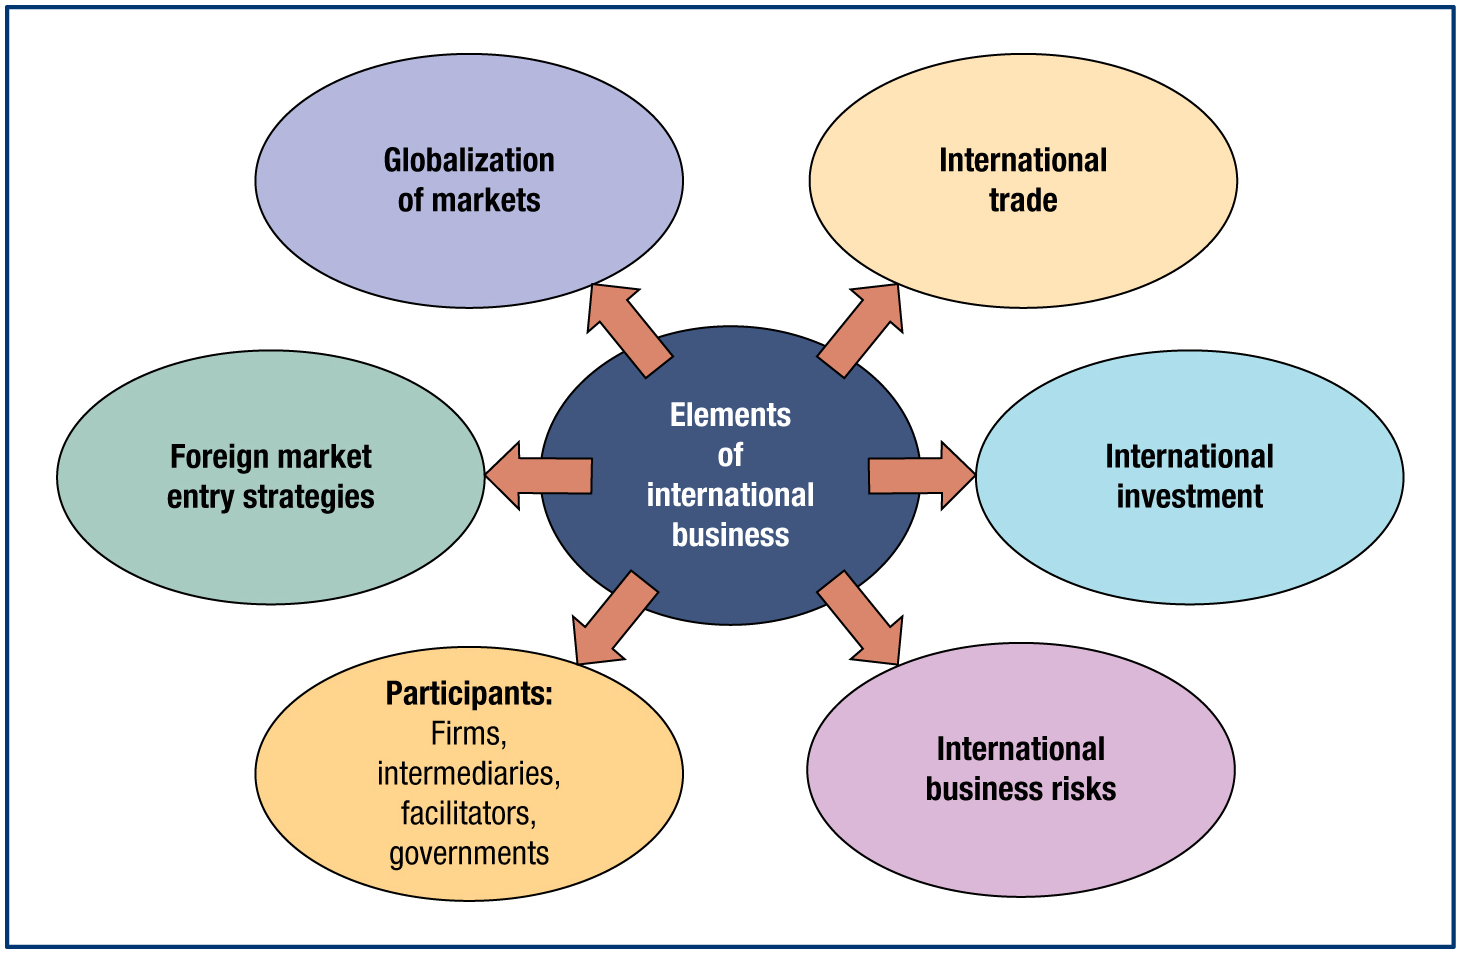 Globalization
of markets
International
trade
Elements
of
international
business
Foreign market
entry strategies
International
investment
Participants:
Firms,
intermediaries,
facilitators,
governments
International
business risks